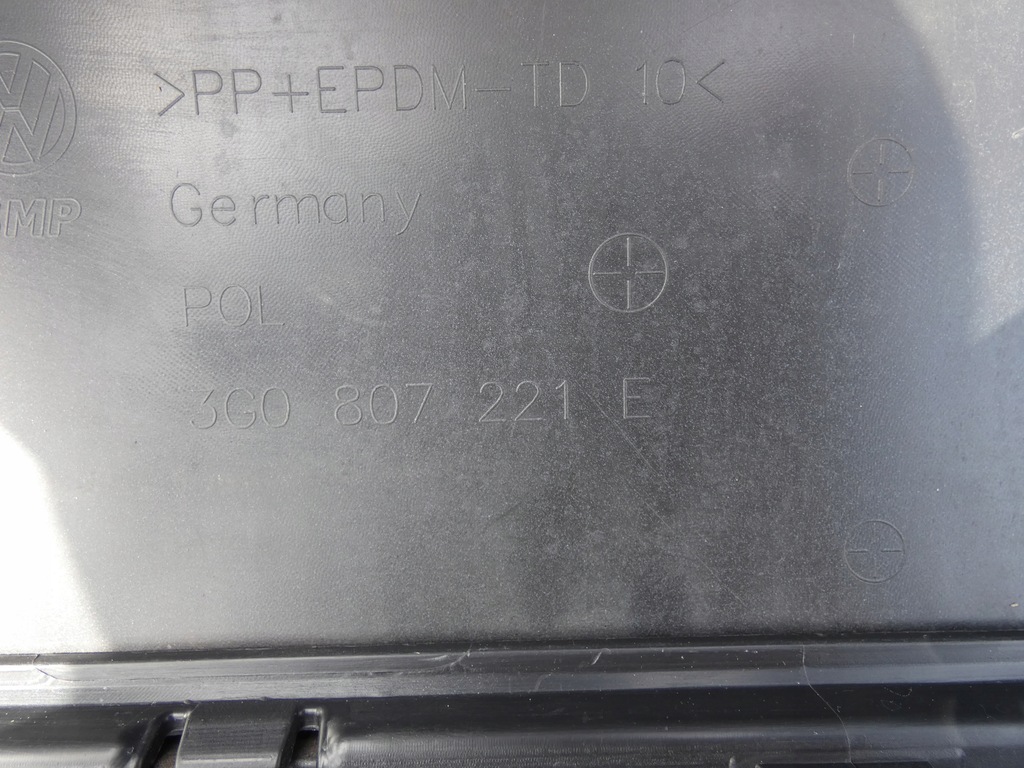 >PP+EPDM-TD 10<
Germany
POL
3G0 807 221 E